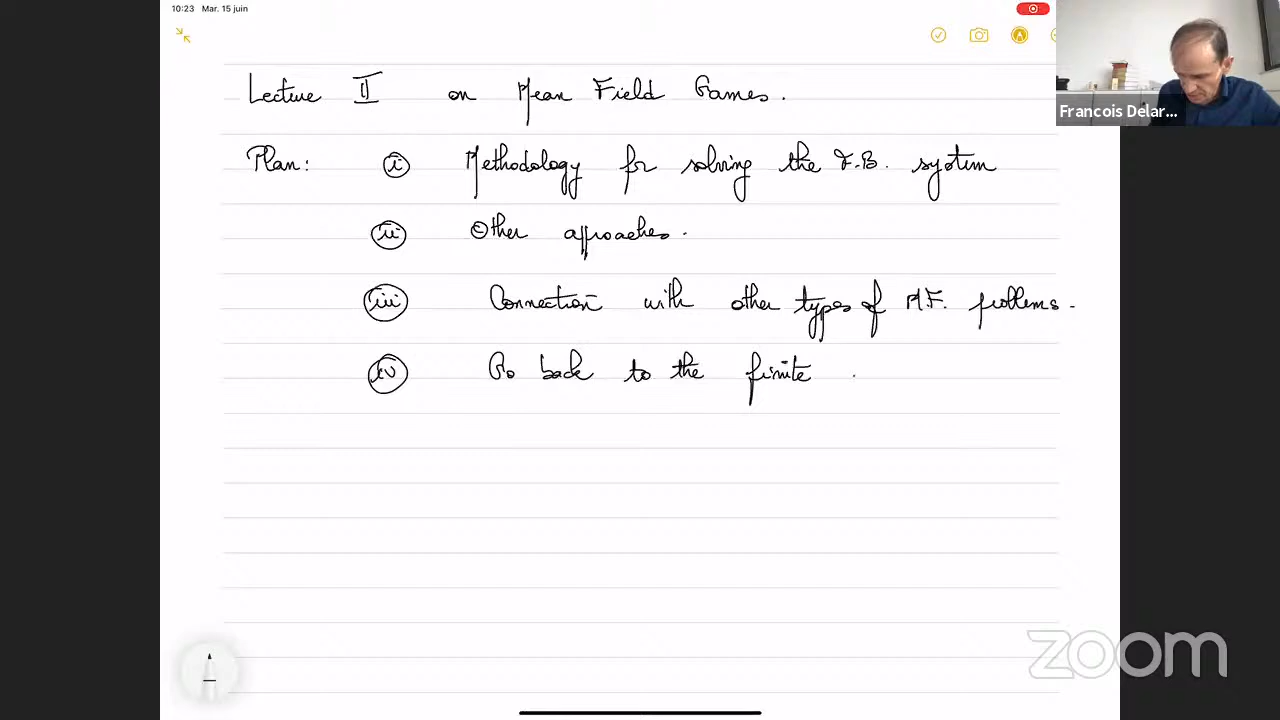 10:23 Mar. 15 juin
Francois Delar...
Lecture II on Mean Field Games.
Plan: i Methodology for solving the F.B. system
ii Other approaches.
iii Connection with other types of M.F. problems.
iv Go back to the finite
zoom